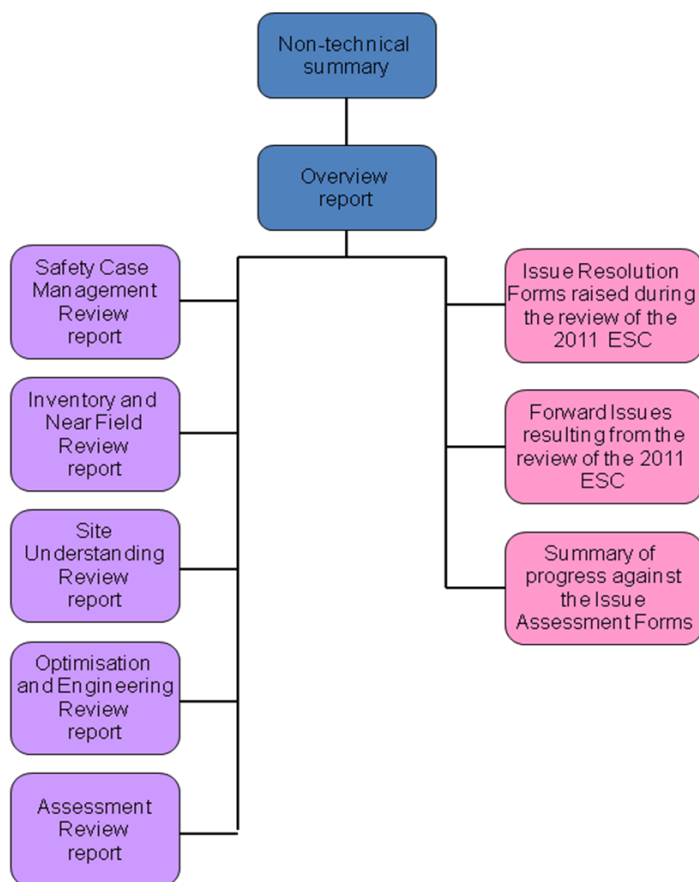 Non-technical
summary
Overview
report
Safety Case
Management
Review
report
Inventory and
Near Field
Review
report
Site
Understanding
Review
report
Optimisation
and Engineering
Review
report
Assessment
Review
report
Issue Resolution
Forms raised during
the review of the
2011 ESC
Forward Issues
resulting from the
review of the 2011
ESC
Summary of
progress against
the Issue
Assessment Forms